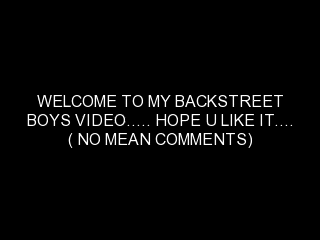 WELCOME TO MY BACKSTREET
BOYS VIDEO..... HOPE U LIKE IT....
( NO MEAN COMMENTS)